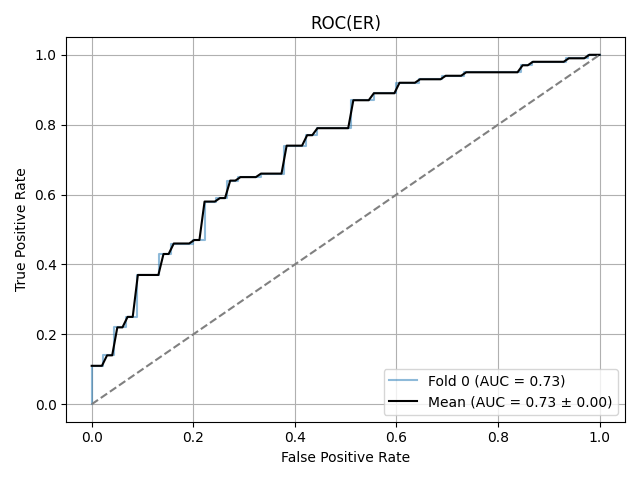 ROC(ER)
1.0
0.8
0.6
0.4
0.2
0.0
True Positive Rate
0.0 0.2 0.4 0.6 0.8 1.0
False Positive Rate
Fold 0 (AUC = 0.73)
Mean (AUC = 0.73 ± 0.00)